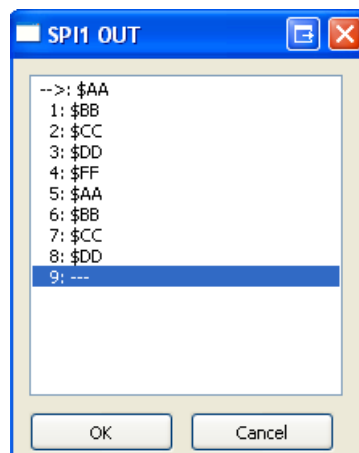 SPI1 OUT
-->: $AA
1: $BB
2: $CC
3: $DD
4: $FF
5: $AA
6: $BB
7: $CC
8: $DD
9: ---
OK
Cancel